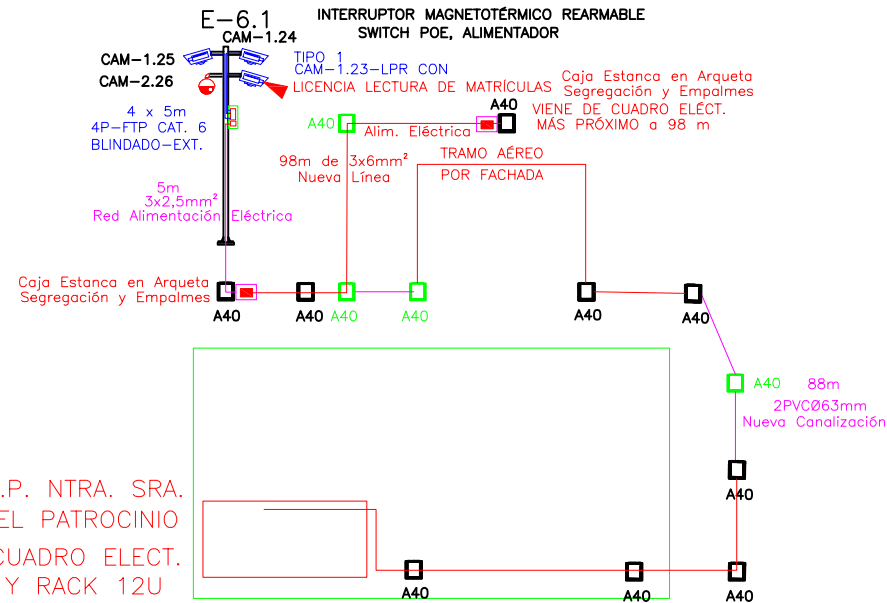 E-6.1
INTERRUPTOR MAGNETOTÉRMICO REARMABLE
SWITCH POE, ALIMENTADOR
CAM-1.24
CAM-1.25
CAM-2.26
TIPO 1
CAM-1.23-LPR CON
LICENCIA LECTURA DE MATRÍCULAS
Caja Estanca en Arqueta
Segregación y Empalmes
VIENE DE CUADRO ELÉCT.
MÁS PRÓXIMO a 98 m
A40
A40
Alim. Eléctrica
4 x 5m
4P-FTP CAT. 6
BLINDADO-EXT.
98m de 3x6mm²
Nueva Línea
TRAMO AÉREO
POR FACHADA
5m
3x2,5mm²
Red Alimentación Eléctrica
Caja Estanca en Arqueta
Segregación y Empalmes
A40
A40
A40
A40
A40
A40
A40
88m
2PVCØ63mm
Nueva Canalización
A40
.P. NTRA. SRA.
EL PATROCINIO
CUADRO ELECT.
Y RACK 12U
A40
A40
A40